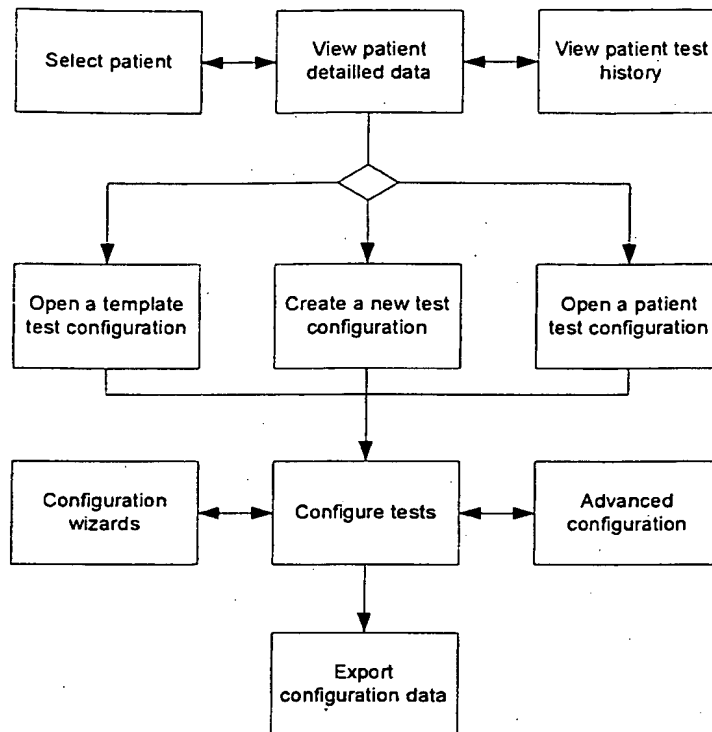 Select patient
View patient
detailled data
View patient test
history
Open a template
test configuration
Create a new test
configuration
Open a patient
test configuration
Configuration
wizards
Configure tests
Advanced
configuration
Export
configuration data